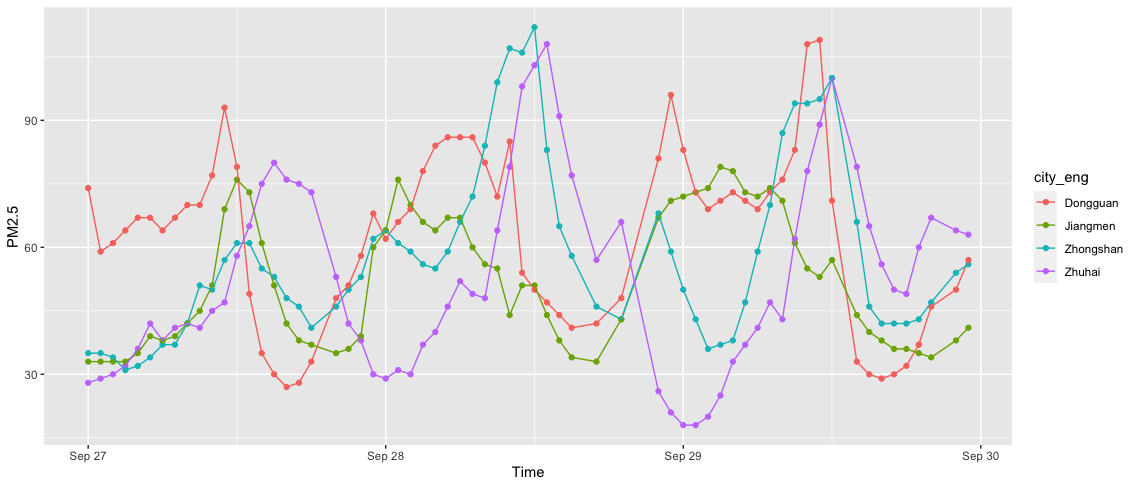 PM2.5
90
60
30
Sep 27
Sep 28
Sep 29
Sep 30
Time
city_eng
Dongguan
Jiangmen
Zhongshan
Zhuhai